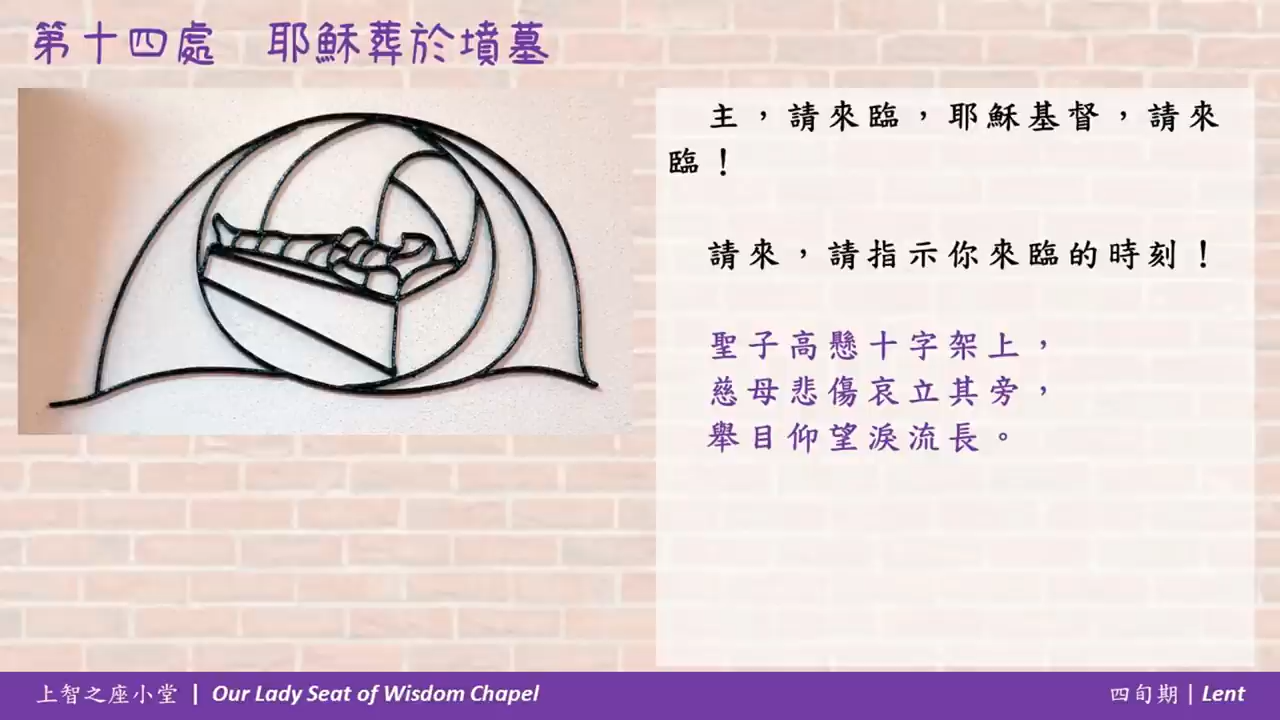 第十四處　耶穌葬於墳墓
主，請來臨，耶穌基督，請來
臨！
請來，請指示你來臨的時刻！
聖子高懸十字架上，
慈母悲傷哀立其旁，
舉目仰望淚流長。
上智之座小堂 | Our Lady Seat of Wisdom Chapel
四旬期 | Lent